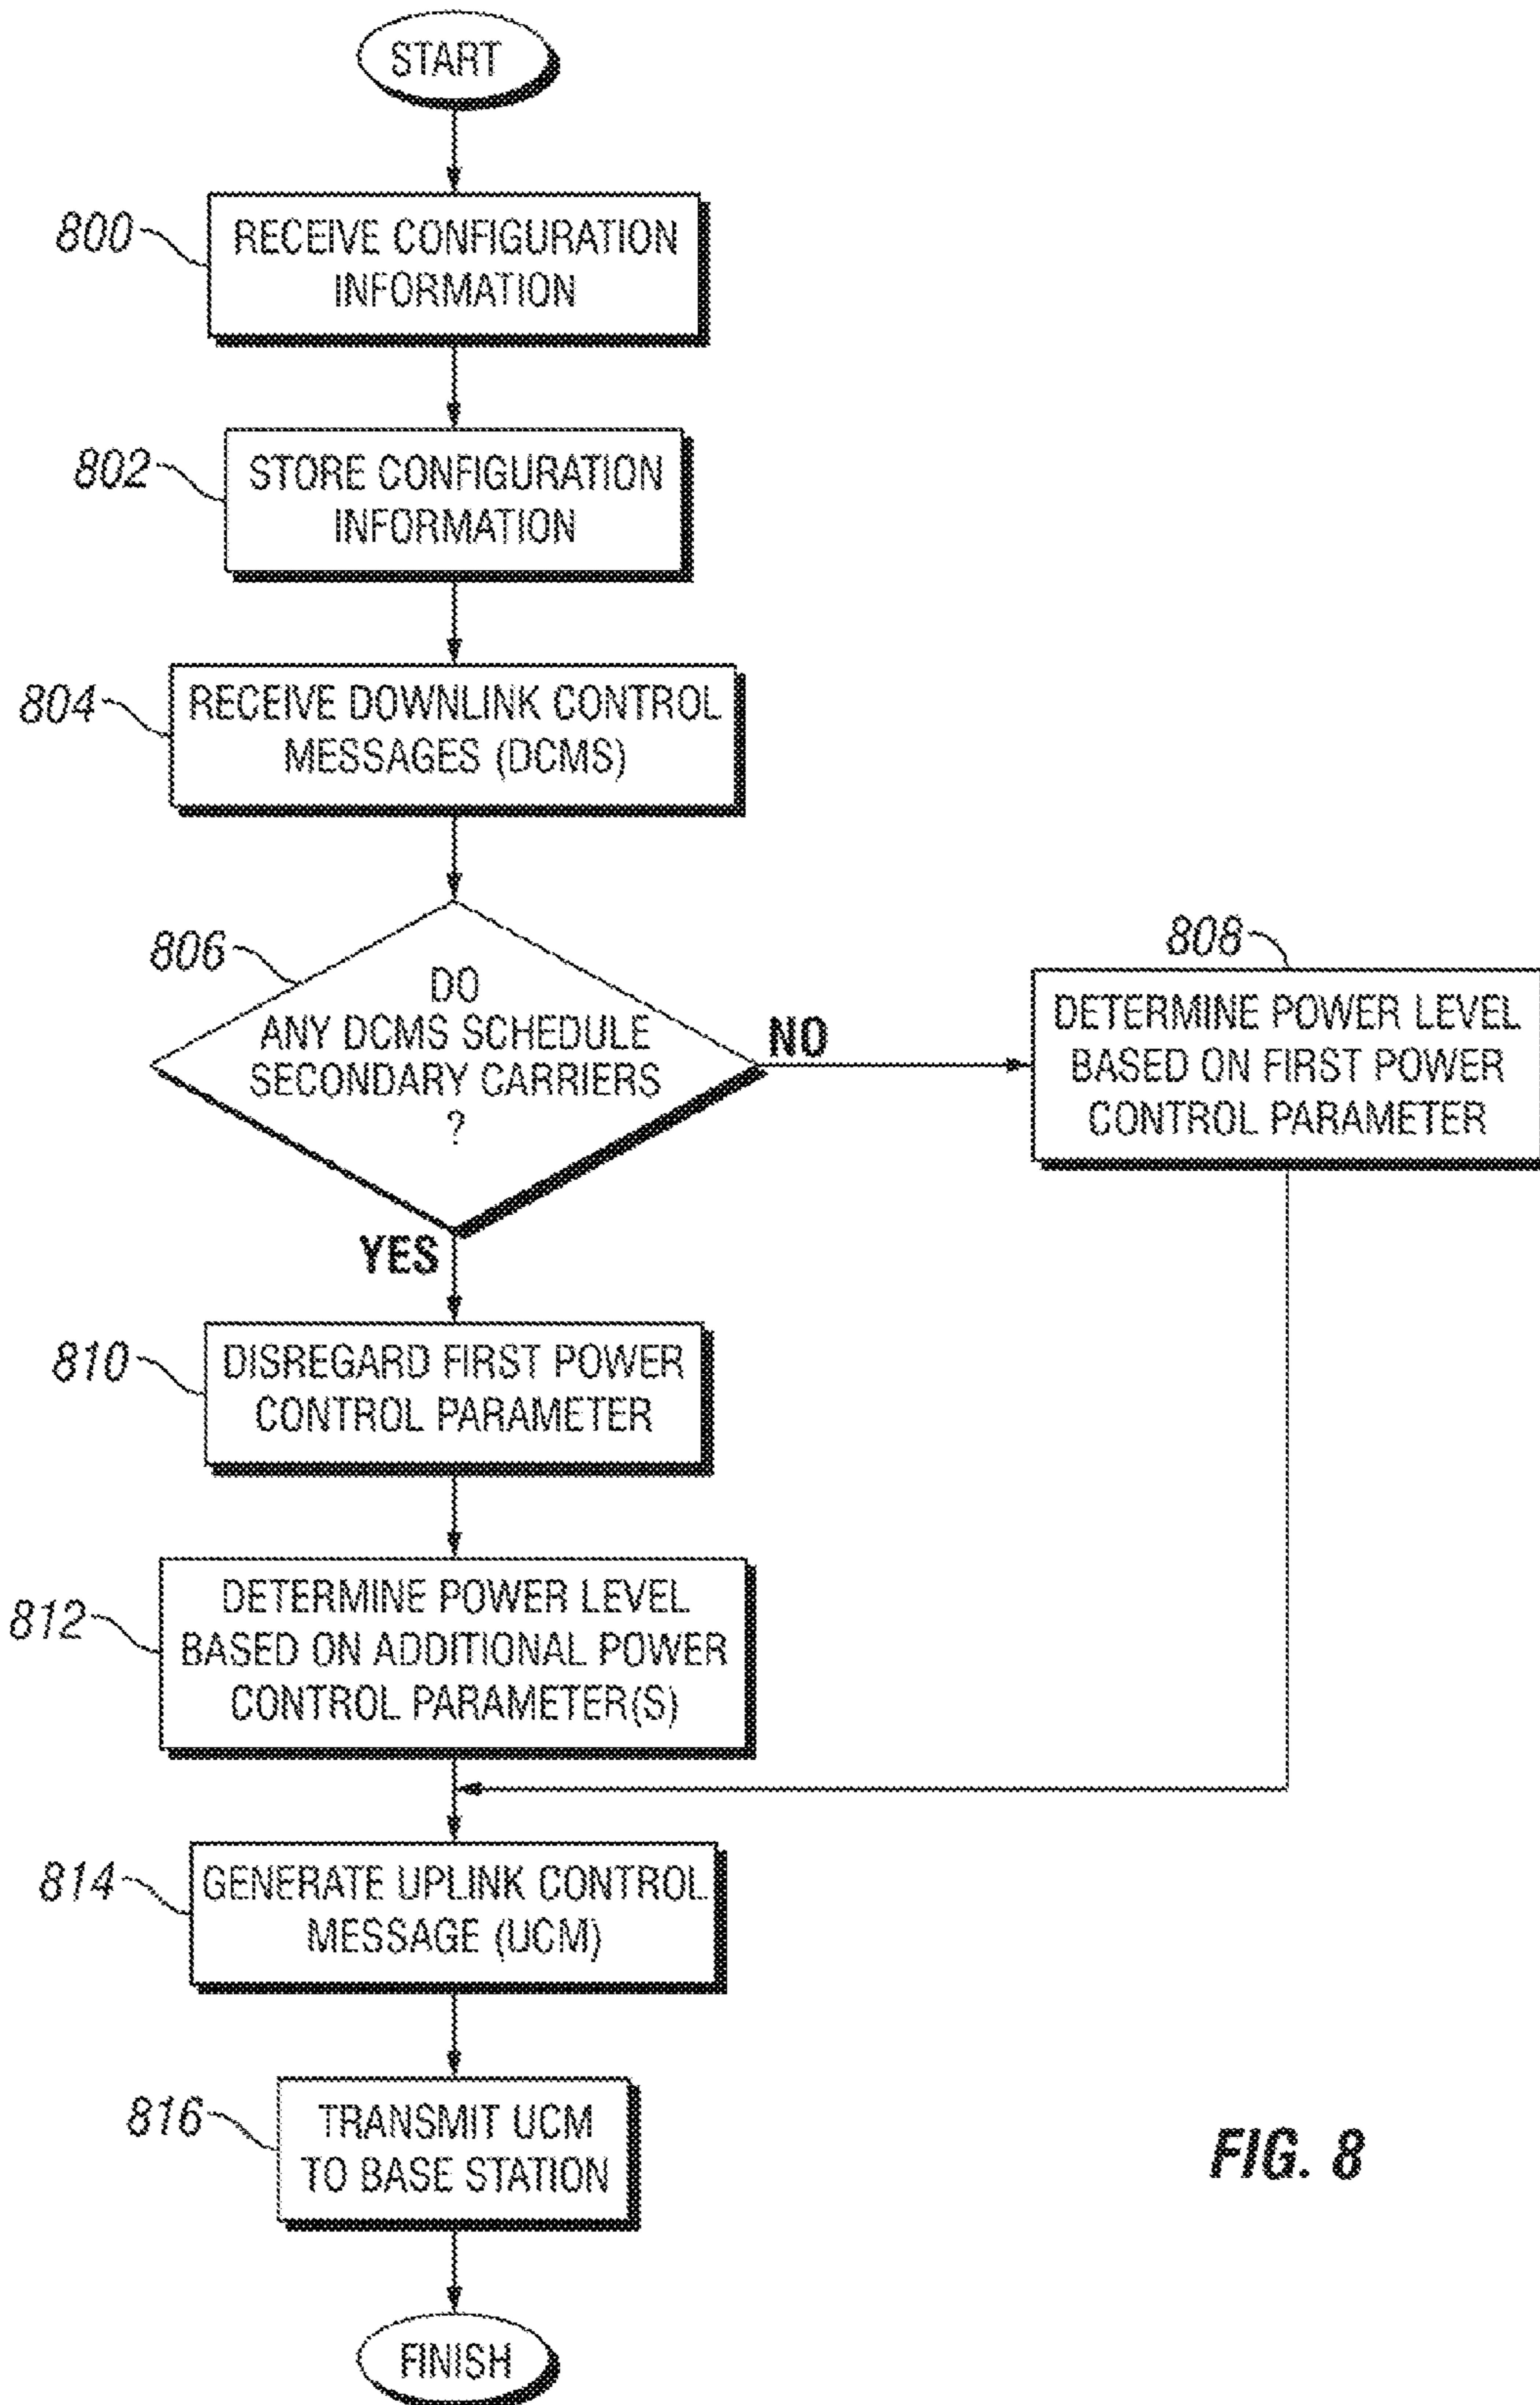 START
800
RECEIVE CONFIGURATION
INFORMATION
802
STORE CONFIGURATION
INFORMATION
804
RECEIVE DOWNLINK CONTROL
MESSAGES (DCMS)
806
DO
ANY DCMS SCHEDULE
SECONDARY CARRIERS
?
NO
808
DETERMINE POWER LEVEL
BASED ON FIRST POWER
CONTROL PARAMETER
YES
810
DISREGARD FIRST POWER
CONTROL PARAMETER
812
DETERMINE POWER LEVEL
BASED ON ADDITIONAL POWER
CONTROL PARAMETER(S)
814
GENERATE UPLINK CONTROL
MESSAGE (UCM)
816
TRANSMIT UCM
TO BASE STATION
FINISH
FIG. 8